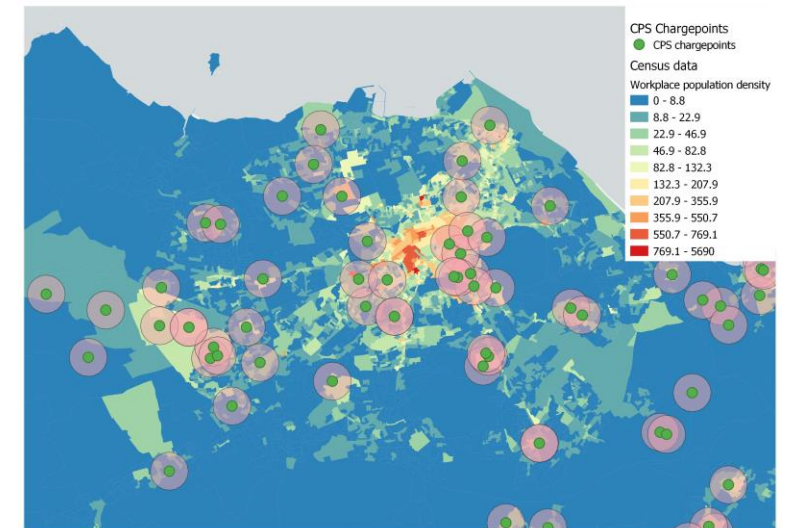 CPS Chargepoints
CPS chargepoints
Census data
Workplace population density
0 - 8.8
8.8 - 22.9
22.9 - 46.9
46.9 - 82.8
82.8 - 132.3
132.3 - 207.9
207.9 - 355.9
355.9 - 550.7
550.7 - 769.1
769.1 - 5690